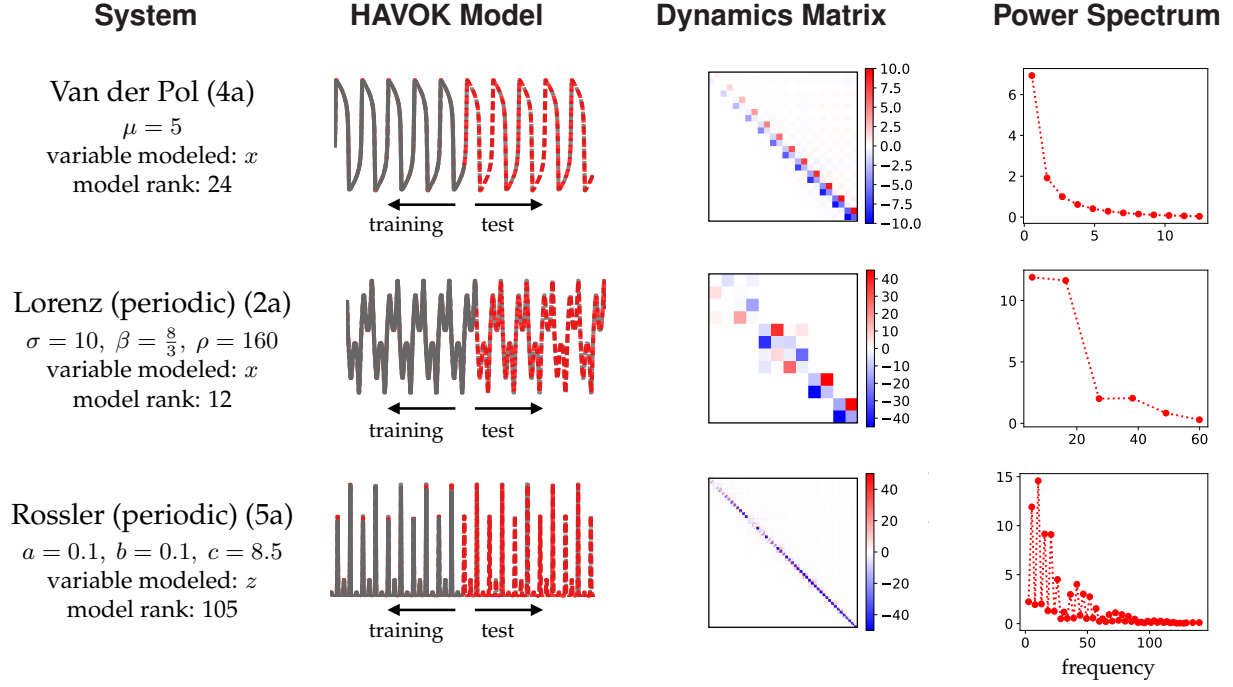 System HAVOK Model Dynamics Matrix Power Spectrum
Van der Pol (4a)
μ = 5
variable modeled: x
model rank: 24
training test
10.0
7.5
5.0
2.5
0.0
−2.5
−5.0
−7.5
−10.0
6
4
2
0
0 5 10
Lorenz (periodic) (2a)
σ = 10, β = 8/3, ρ = 160
variable modeled: x
model rank: 12
training test
40
30
20
10
0
−10
−20
−30
−40
10
5
0
20 40 60
Rossler (periodic) (5a)
a = 0.1, b = 0.1, c = 8.5
variable modeled: z
model rank: 105
training test
40
20
0
−20
−40
15
10
5
0
0 50 100
frequency